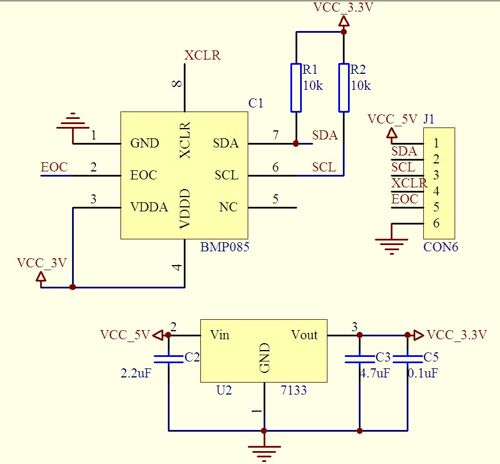 VCC_3.3V
XCLR
8
R1
10k
R2
10k
C1
VCC_5V
J1
1 GND
XCLR
SDA 7 SDA
1
EOC
2 EOC
SCL 6 SCL
SDA 2
SCL 3
XCLR 4
EOC 5
6
3 VDDA
VDDD
NC 5
BMP085
CON6
VCC_3V
4
VCC_5V
2 Vin
Vout 3
VCC_3.3V
GND
C2
2.2uF
C3
4.7uF
C5
0.1uF
U2
7133
1